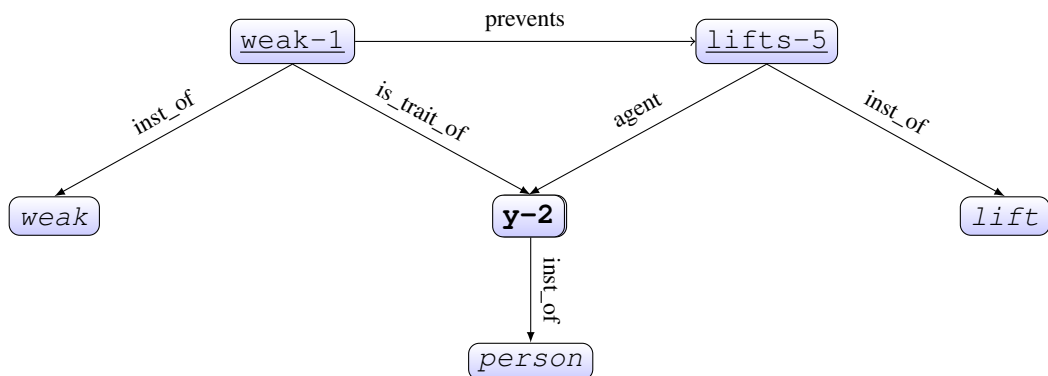 prevents
weak-1
lifts-5
inst_of
is_trait_of
agent
inst_of
weak
y-2
lift
inst_of
person